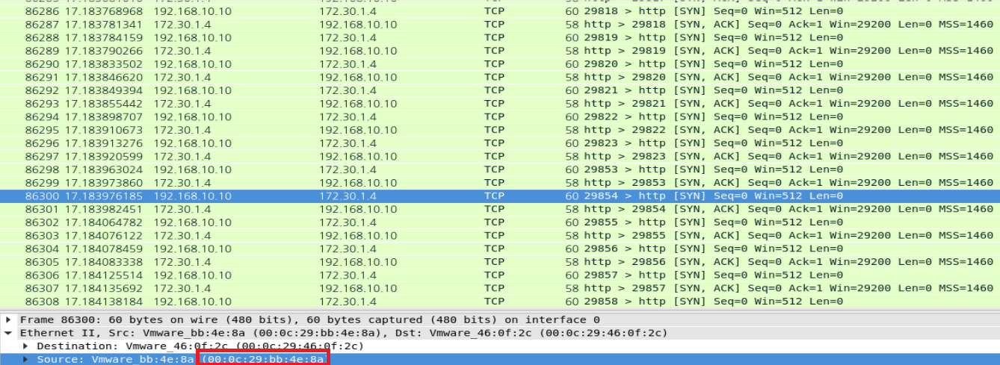 86286 17.183768968 192.168.10.10 172.30.1.4 TCP 60 29818 > http [SYN] Seq=0 Win=512 Len=0
86287 17.183781341 172.30.1.4 192.168.10.10 TCP 58 http > 29818 [SYN, ACK] Seq=0 Ack=1 Win=29200 Len=0 MSS=1460
86288 17.183784159 192.168.10.10 172.30.1.4 TCP 60 29819 > http [SYN] Seq=0 Win=512 Len=0
86289 17.183790266 172.30.1.4 192.168.10.10 TCP 58 http > 29819 [SYN, ACK] Seq=0 Ack=1 Win=29200 Len=0 MSS=1460
86290 17.183833502 192.168.10.10 172.30.1.4 TCP 60 29820 > http [SYN] Seq=0 Win=512 Len=0
86291 17.183846620 172.30.1.4 192.168.10.10 TCP 58 http > 29820 [SYN, ACK] Seq=0 Ack=1 Win=29200 Len=0 MSS=1460
86292 17.183849394 192.168.10.10 172.30.1.4 TCP 60 29821 > http [SYN] Seq=0 Win=512 Len=0
86293 17.183855442 172.30.1.4 192.168.10.10 TCP 58 http > 29821 [SYN, ACK] Seq=0 Ack=1 Win=29200 Len=0 MSS=1460
86294 17.183898707 192.168.10.10 172.30.1.4 TCP 60 29822 > http [SYN] Seq=0 Win=512 Len=0
86295 17.183910673 172.30.1.4 192.168.10.10 TCP 58 http > 29822 [SYN, ACK] Seq=0 Ack=1 Win=29200 Len=0 MSS=1460
86296 17.183913276 192.168.10.10 172.30.1.4 TCP 60 29823 > http [SYN] Seq=0 Win=512 Len=0
86297 17.183920599 172.30.1.4 192.168.10.10 TCP 58 http > 29823 [SYN, ACK] Seq=0 Ack=1 Win=29200 Len=0 MSS=1460
86298 17.183963024 192.168.10.10 172.30.1.4 TCP 60 29853 > http [SYN] Seq=0 Win=512 Len=0
86299 17.183973860 172.30.1.4 192.168.10.10 TCP 58 http > 29853 [SYN, ACK] Seq=0 Ack=1 Win=29200 Len=0 MSS=1460
86300 17.183976185 192.168.10.10 172.30.1.4 TCP 60 29854 > http [SYN] Seq=0 Win=512 Len=0
86301 17.183982451 172.30.1.4 192.168.10.10 TCP 58 http > 29854 [SYN, ACK] Seq=0 Ack=1 Win=29200 Len=0 MSS=1460
86302 17.184064782 192.168.10.10 172.30.1.4 TCP 60 29855 > http [SYN] Seq=0 Win=512 Len=0
86303 17.184076122 172.30.1.4 192.168.10.10 TCP 58 http > 29855 [SYN, ACK] Seq=0 Ack=1 Win=29200 Len=0 MSS=1460
86304 17.184078459 192.168.10.10 172.30.1.4 TCP 60 29856 > http [SYN] Seq=0 Win=512 Len=0
86305 17.184083338 172.30.1.4 192.168.10.10 TCP 58 http > 29856 [SYN, ACK] Seq=0 Ack=1 Win=29200 Len=0 MSS=1460
86306 17.184125514 192.168.10.10 172.30.1.4 TCP 60 29857 > http [SYN] Seq=0 Win=512 Len=0
86307 17.184135692 172.30.1.4 192.168.10.10 TCP 58 http > 29857 [SYN, ACK] Seq=0 Ack=1 Win=29200 Len=0 MSS=1460
86308 17.184138184 192.168.10.10 172.30.1.4 TCP 60 29858 > http [SYN] Seq=0 Win=512 Len=0
Frame 86300: 60 bytes on wire (480 bits), 60 bytes captured (480 bits) on interface 0
Ethernet II, Src: Vmware_bb:4e:8a (00:0c:29:bb:4e:8a), Dst: Vmware_46:0f:2c (00:0c:29:46:0f:2c)
Destination: Vmware_46:0f:2c (00:0c:29:46:0f:2c)
Source: Vmware_bb:4e:8a (00:0c:29:bb:4e:8a